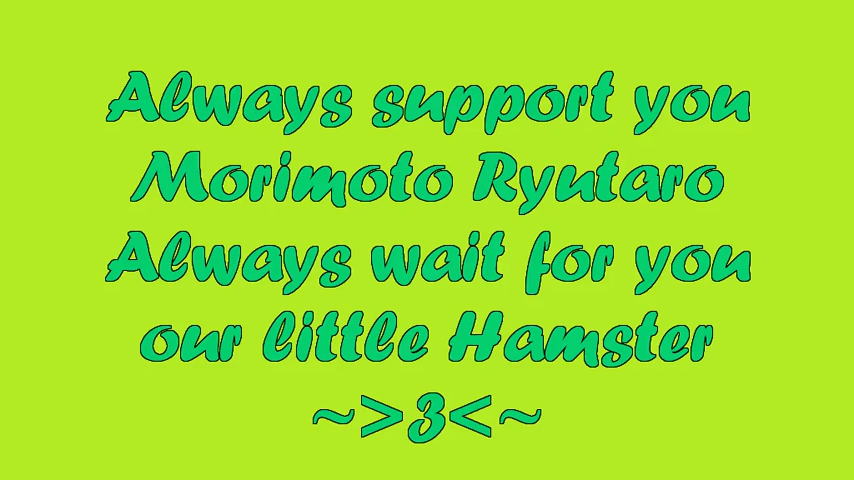 Always support you
Morimoto Ryutaro
Always wait for you
our little Hamster
~>3<~